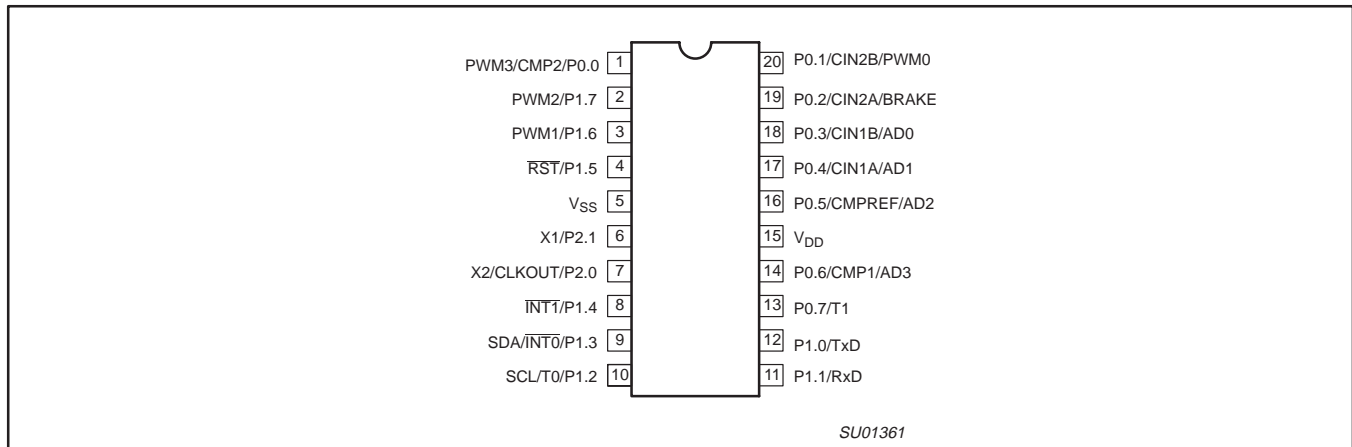 PWM3/CMP2/P0.0 1 20 P0.1/CIN2B/PWM0
PWM2/P1.7 2 19 P0.2/CIN2A/BRAKE
PWM1/P1.6 3 18 P0.3/CIN1B/AD0
R̅S̅T̅/P1.5 4 17 P0.4/CIN1A/AD1
VSS 5 16 P0.5/CMPREF/AD2
X1/P2.1 6 15 VDD
X2/CLKOUT/P2.0 7 14 P0.6/CMP1/AD3
I̅N̅T̅1̅/P1.4 8 13 P0.7/T1
SDA/I̅N̅T̅0̅/P1.3 9 12 P1.0/TxD
SCL/T0/P1.2 10 11 P1.1/RxD
SU01361